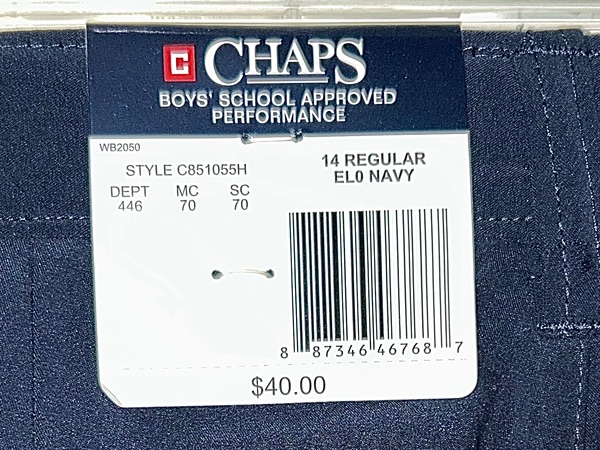 C CHAPS
BOYS' SCHOOL APPROVED
PERFORMANCE
WB2050
STYLE C851055H
14 REGULAR
EL0 NAVY
DEPT MC SC
446 70 70
8 87346 46768 7
$40.00